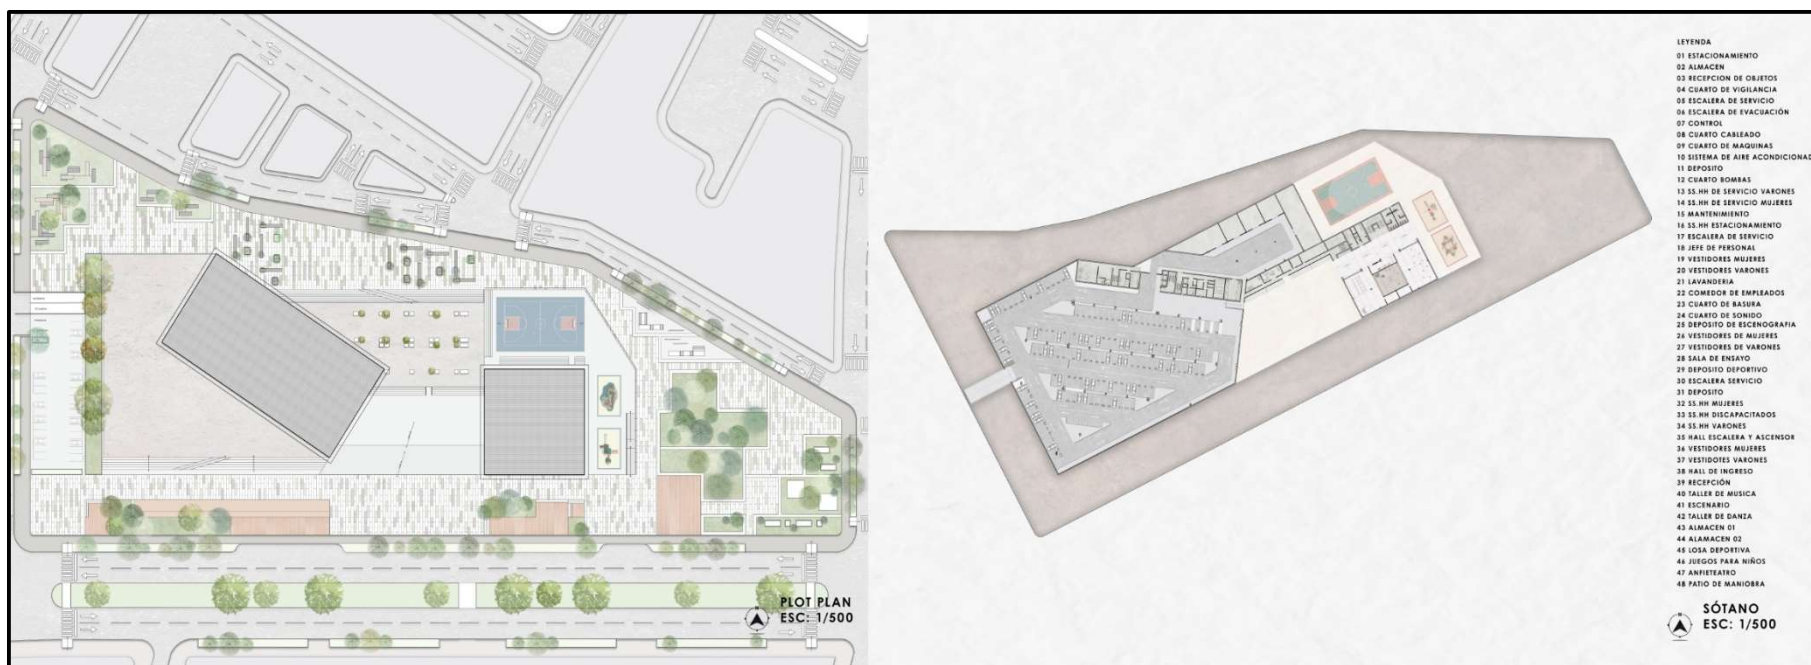 PLOT PLAN
ESC: 1/500
LEYENDA
01 ESTACIONAMIENTO
02 ALMACEN
03 RECEPCION DE OBJETOS
04 CUARTO DE VIGILANCIA
05 ESCALERA DE SERVICIO
06 ESCALERA DE EVACUACIÓN
07 CONTROL
08 CUARTO CABLEADO
09 CUARTO DE MAQUINAS
10 SISTEMA DE AIRE ACONDICIONAD
11 DEPOSITO
12 CUARTO BOMBAS
13 SS.HH DE SERVICIO VARONES
14 SS.HH DE SERVICIO MUJERES
15 MANTENIMIENTO
16 SS.HH ESTACIONAMIENTO
17 ESCALERA DE SERVICIO
18 JEFE DE PERSONAL
19 VESTIDORES MUJERES
20 VESTIDORES VARONES
21 LAVANDERIA
22 COMEDOR DE EMPLEADOS
23 CUARTO DE BASURA
24 CUARTO DE SONIDO
25 DEPOSITO DE ESCENOGRAFIA
26 VESTIDORES DE MUJERES
27 VESTIDORES DE VARONES
28 SALA DE ENSAYO
29 DEPOSITO DEPORTIVO
30 ESCALERA SERVICIO
31 DEPOSITO
32 SS.HH MUJERES
33 SS.HH DISCAPACITADOS
34 SS.HH VARONES
35 HALL ESCALERA Y ASCENSOR
36 VESTIDORES MUJERES
37 VESTIDOTES VARONES
38 HALL DE INGRESO
39 RECEPCIÓN
40 TALLER DE MUSICA
41 ESCENARIO
42 TALLER DE DANZA
43 ALMACEN 01
44 ALAMACEN 02
45 LOSA DEPORTIVA
46 JUEGOS PARA NIÑOS
47 ANFIETEATRO
48 PATIO DE MANIOBRA
SÓTANO
ESC: 1/500